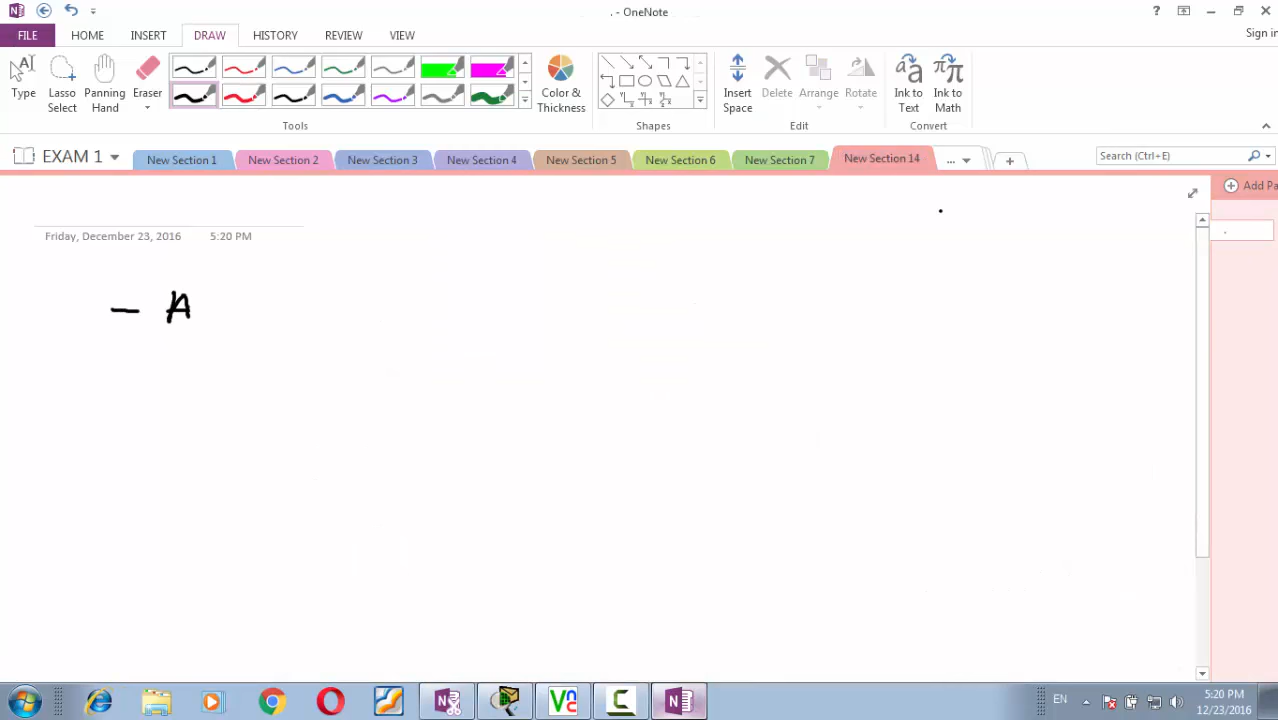 . - OneNote
? 
FILE HOME INSERT DRAW HISTORY REVIEW VIEW Sign in
Type Lasso Select Panning Hand Eraser Color & Thickness Insert Space Delete Arrange Rotate Ink to Text Ink to Math
Tools Shapes Edit Convert
EXAM 1 New Section 1 New Section 2 New Section 3 New Section 4 New Section 5 New Section 6 New Section 7 New Section 14 ... Search (Ctrl+E)
Add Pa
Friday, December 23, 2016 5:20 PM
- A
EN 5:20 PM
12/23/2016